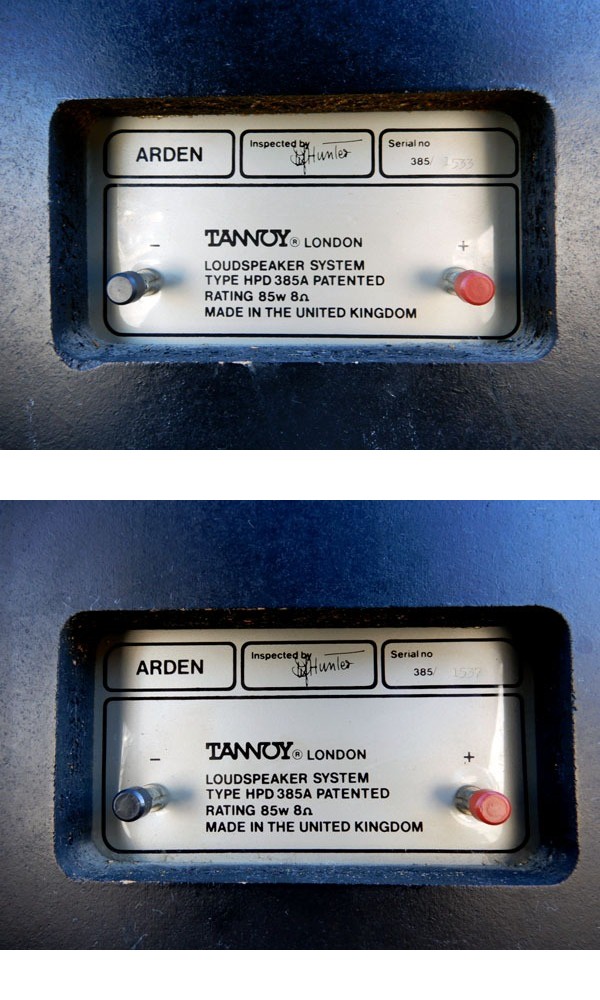 ARDEN
Inspected by Hunter
Serial no
385/ 1533
–
+
TANNOY® LONDON
LOUDSPEAKER SYSTEM
TYPE HPD 385A PATENTED
RATING 85w 8Ω
MADE IN THE UNITED KINGDOM
ARDEN
Inspected by Hunter
Serial no
385/ 1537
–
+
TANNOY® LONDON
LOUDSPEAKER SYSTEM
TYPE HPD 385A PATENTED
RATING 85w 8Ω
MADE IN THE UNITED KINGDOM